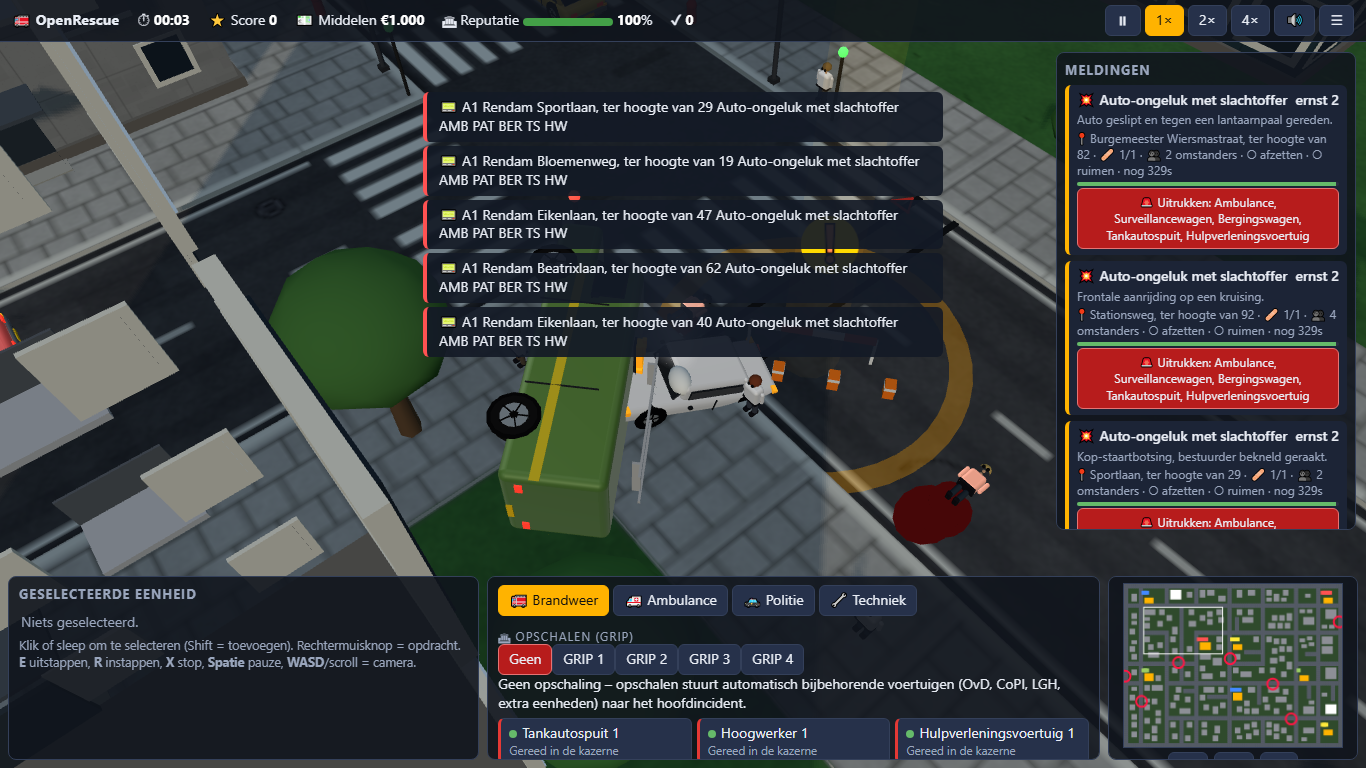 OpenRescue 00:03 Score 0 Middelen €1.000 Reputatie 100% ✓ 0
1× 2× 4×
A1 Rendam Sportlaan, ter hoogte van 29 Auto-ongeluk met slachtoffer
AMB PAT BER TS HW
A1 Rendam Bloemenweg, ter hoogte van 19 Auto-ongeluk met slachtoffer
AMB PAT BER TS HW
A1 Rendam Eikenlaan, ter hoogte van 47 Auto-ongeluk met slachtoffer
AMB PAT BER TS HW
A1 Rendam Beatrixlaan, ter hoogte van 62 Auto-ongeluk met slachtoffer
AMB PAT BER TS HW
A1 Rendam Eikenlaan, ter hoogte van 40 Auto-ongeluk met slachtoffer
AMB PAT BER TS HW
MELDINGEN
Auto-ongeluk met slachtoffer ernst 2
Auto geslipt en tegen een lantaarnpaal gereden.
Burgemeester Wiersmastraat, ter hoogte van
82 · 1/1 · 2 omstanders · ○ afzetten · ○
ruimen · nog 329s
Uitrukken: Ambulance,
Surveillancewagen, Bergingswagen,
Tankautospuit, Hulpverleningsvoertuig
Auto-ongeluk met slachtoffer ernst 2
Frontale aanrijding op een kruising.
Stationsweg, ter hoogte van 92 · 1/1 · 4
omstanders · ○ afzetten · ○ ruimen · nog 329s
Uitrukken: Ambulance,
Surveillancewagen, Bergingswagen,
Tankautospuit, Hulpverleningsvoertuig
Auto-ongeluk met slachtoffer ernst 2
Kop-staartbotsing, bestuurder bekneld geraakt.
Sportlaan, ter hoogte van 29 · 1/1 · 2
omstanders · ○ afzetten · ○ ruimen · nog 329s
Uitrukken: Ambulance,
GESELECTEERDE EENHEID
Niets geselecteerd.
Klik of sleep om te selecteren (Shift = toevoegen). Rechtermuisknop = opdracht.
E uitstappen, R instappen, X stop, Spatie pauze, WASD/scroll = camera.
Brandweer Ambulance Politie Techniek
OPSCHALEN (GRIP)
Geen GRIP 1 GRIP 2 GRIP 3 GRIP 4
Geen opschaling – opschalen stuurt automatisch bijbehorende voertuigen (OvD, CoPI, LGH,
extra eenheden) naar het hoofdincident.
Tankautospuit 1 Hoogwerker 1 Hulpverleningsvoertuig 1
Gereed in de kazerne Gereed in de kazerne Gereed in de kazerne